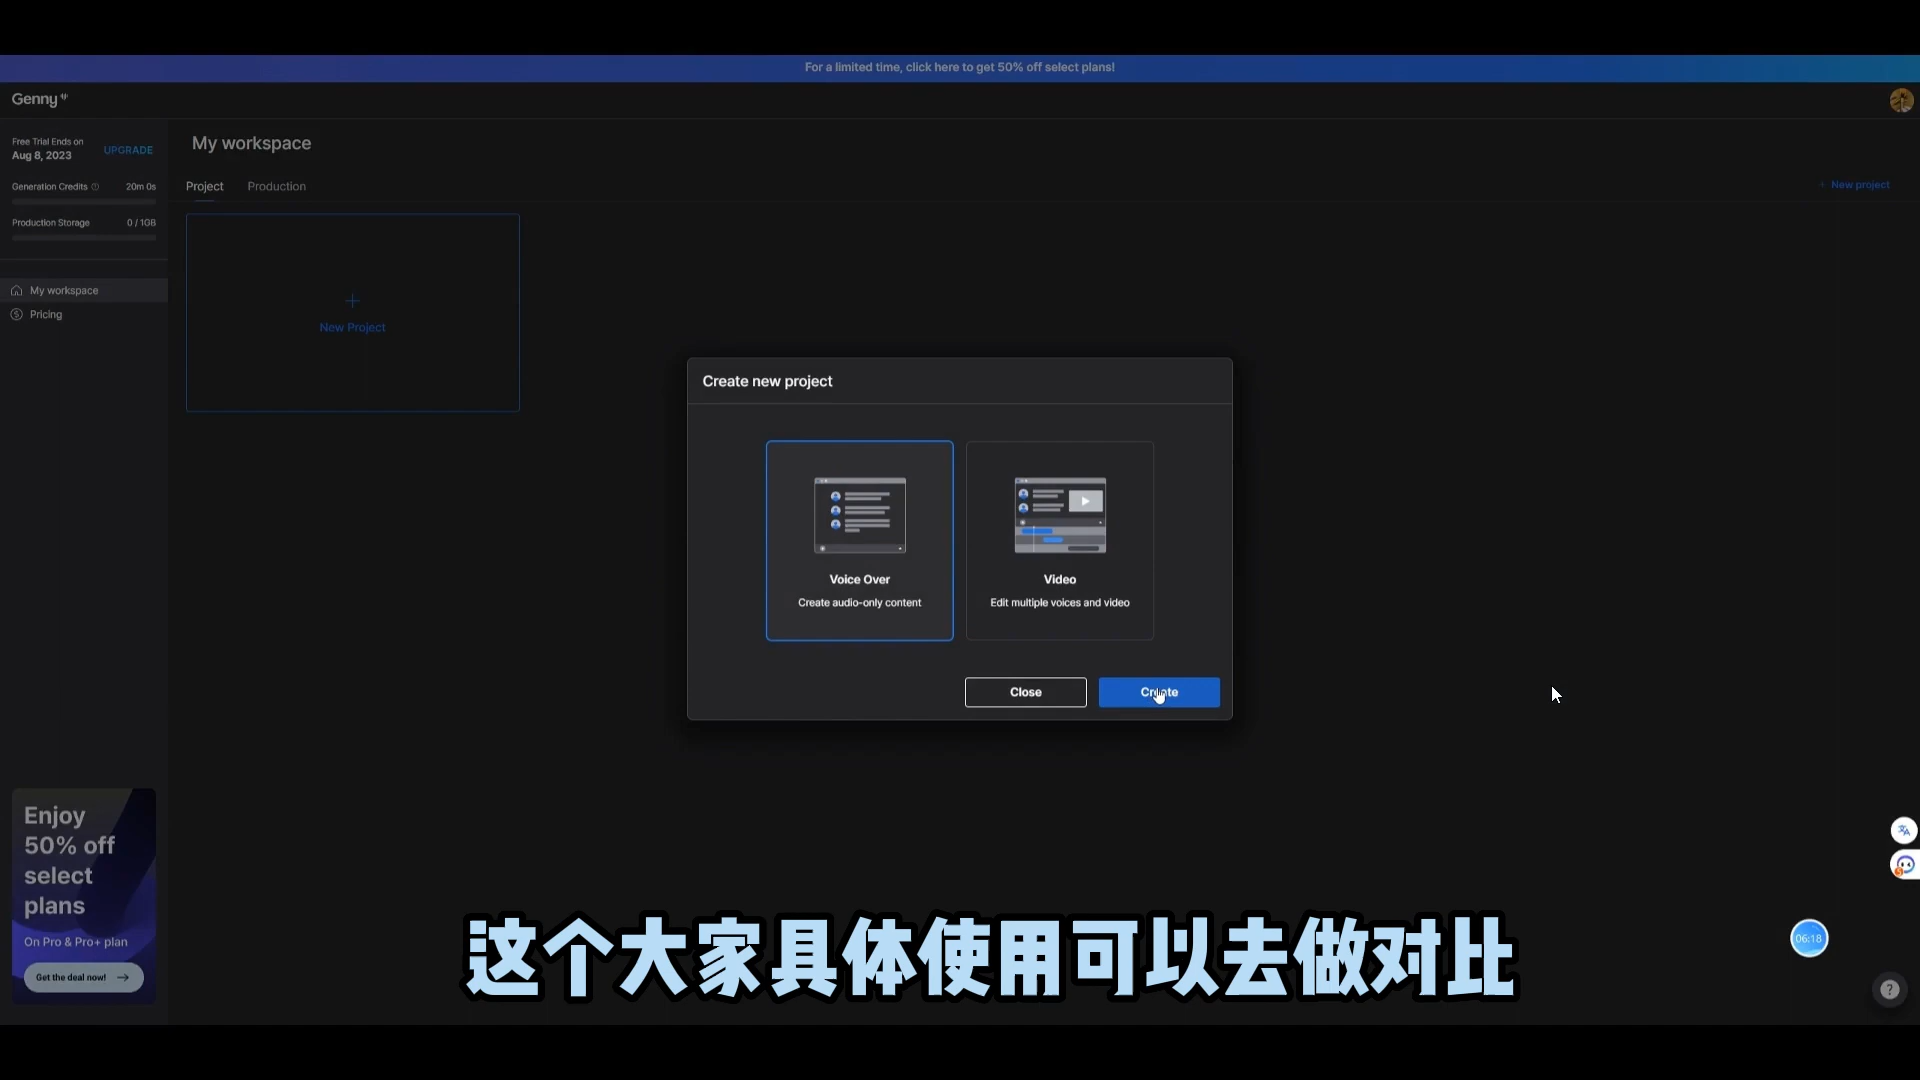 For a limited time, click here to get 50% off select plans!
Genny
Free Trial Ends on
Aug 8, 2023
UPGRADE
Generation Credits
20m 0s
Production Storage
0 / 1GB
My workspace
Pricing
My workspace
Project
Production
+ New project
New Project
Create new project
Voice Over
Create audio-only content
Video
Edit multiple voices and video
Close
Create
Enjoy
50% off
select
plans
On Pro & Pro+ plan
Get the deal now!
06:18
这个大家具体使用可以去做对比